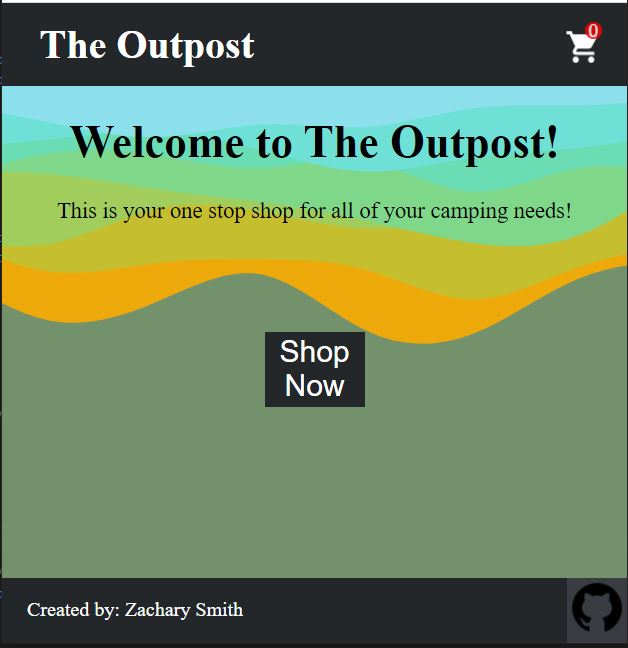 The Outpost
0
Welcome to The Outpost!
This is your one stop shop for all of your camping needs!
Shop
Now
Created by: Zachary Smith